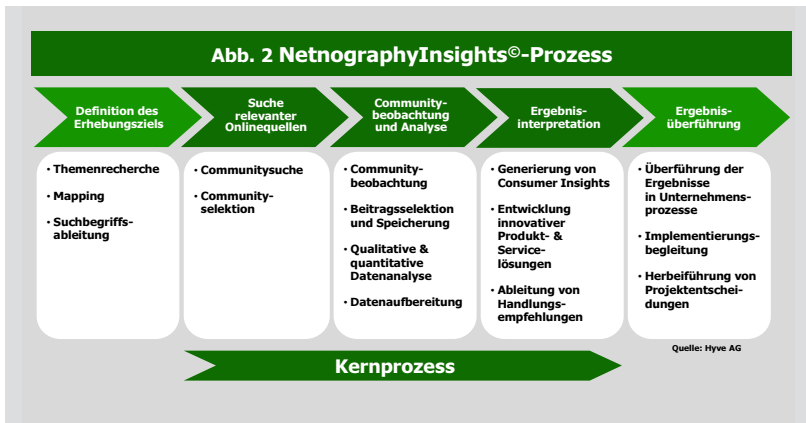 Abb. 2 NetnographyInsights©-Prozess
Definition des
Erhebungsziels
Suche
relevanter
Onlinequellen
Community-
beobachtung
und Analyse
Ergebnis-
interpretation
Ergebnis-
überführung
· Themenrecherche
· Mapping
· Suchbegriffs-
ableitung
· Communitysuche
· Community-
selektion
· Community-
beobachtung
· Beitragsselektion
und Speicherung
· Qualitative &
quantitative
Datenanalyse
· Datenaufbereitung
· Generierung von
Consumer Insights
· Entwicklung
innovativer
Produkt- &
Service-
lösungen
· Ableitung von
Handlungs-
empfehlungen
· Überführung der
Ergebnisse
in Unternehmens-
prozesse
· Implementierungs-
begleitung
· Herbeiführung von
Projektentschei-
dungen
Quelle: Hyve AG
Kernprozess